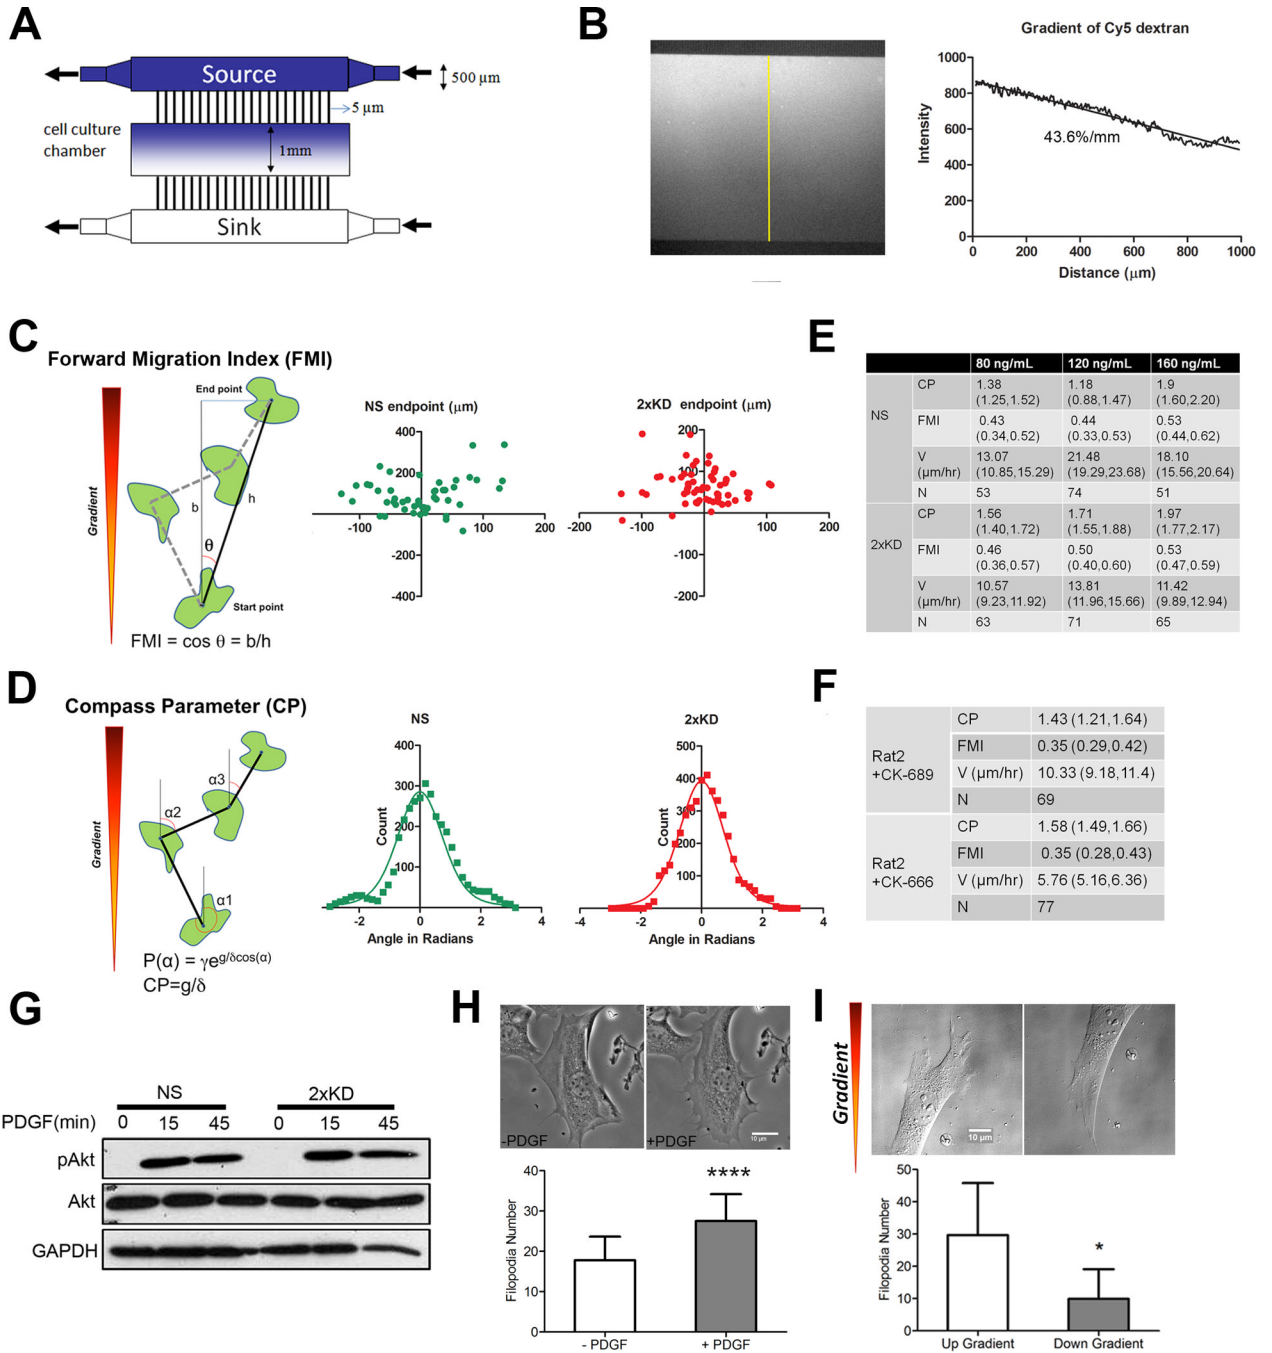 A
Source
500 µm
5 µm
cell culture
chamber
1mm
Sink
B
Gradient of Cy5 dextran
Intensity
1000
800
600
400
200
0
43.6%/mm
0 200 400 600 800 1000
Distance (µm)
C
Forward Migration Index (FMI)
Gradient
End point
h
b
θ
Start point
FMI = cos θ = b/h
NS endpoint (µm)
400
200
-100 100 200
-200
-400
2xKD endpoint (µm)
200
100
-200 -100 0 100 200
-100
-200
D
Compass Parameter (CP)
Gradient
α3
α2
α1
P(α) = γe^g/δcos(α)
CP=g/δ
NS
Count
400
300
200
100
-2 0 2 4
Angle in Radians
2xKD
Count
500
400
300
200
100
-4 -2 0 2 4
Angle in Radians
E
80 ng/mL 120 ng/mL 160 ng/mL
NS
CP 1.38 1.18 1.9
(1.25,1.52) (0.88,1.47) (1.60,2.20)
FMI 0.43 0.44 0.53
(0.34,0.52) (0.33,0.53) (0.44,0.62)
V 13.07 21.48 18.10
(µm/hr) (10.85,15.29) (19.29,23.68) (15.56,20.64)
N 53 74 51
2xKD
CP 1.56 1.71 1.97
(1.40,1.72) (1.55,1.88) (1.77,2.17)
FMI 0.46 0.50 0.53
(0.36,0.57) (0.40,0.60) (0.47,0.59)
V 10.57 13.81 11.42
(µm/hr) (9.23,11.92) (11.96,15.66) (9.89,12.94)
N 63 71 65
F
Rat2
+CK-689
CP 1.43 (1.21,1.64)
FMI 0.35 (0.29,0.42)
V (µm/hr) 10.33 (9.18,11.4)
N 69
Rat2
+CK-666
CP 1.58 (1.49,1.66)
FMI 0.35 (0.28,0.43)
V (µm/hr) 5.76 (5.16,6.36)
N 77
G
NS 2xKD
PDGF(min) 0 15 45 0 15 45
pAkt
Akt
GAPDH
H
-PDGF
+PDGF
10 µm
Filopodia Number
40
30
20
10
0
****
- PDGF + PDGF
I
Gradient
10 µm
Filopodia Number
50
40
30
20
10
0
*
Up Gradient Down Gradient